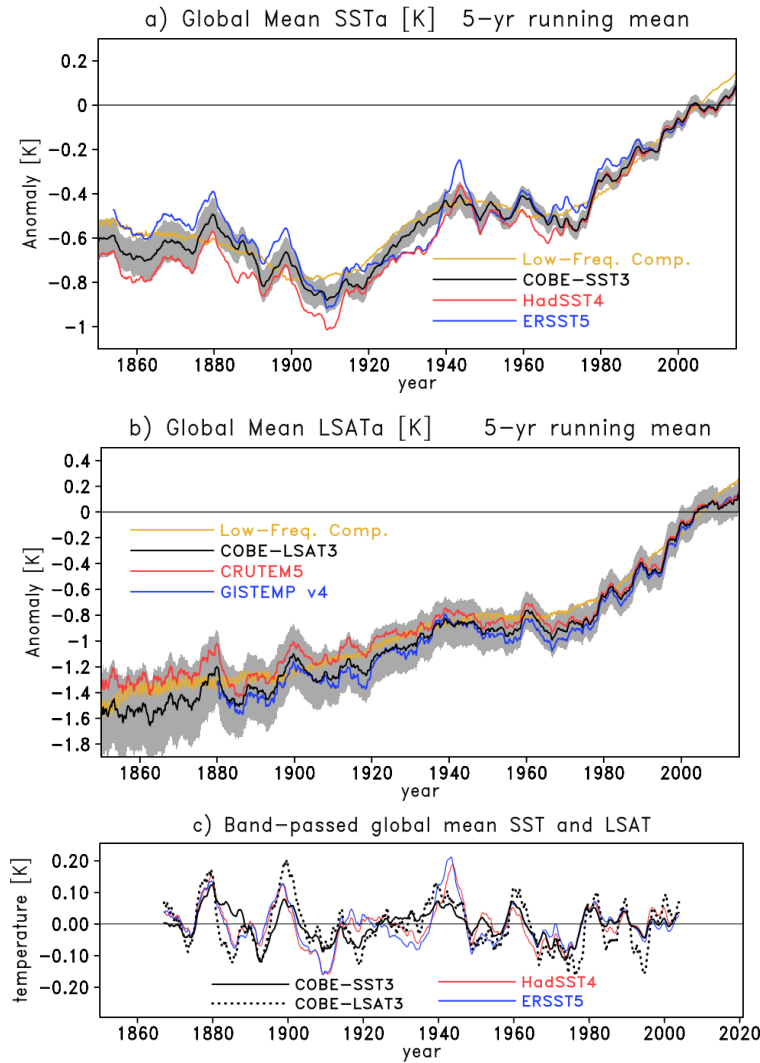 a) Global Mean SSTa [K] 5-yr running mean
0.2
0
-0.2
-0.4
-0.6
-0.8
-1
Anomaly [K]
Low-Freq. Comp.
COBE-SST3
HadSST4
ERSST5
1860 1880 1900 1920 1940 1960 1980 2000
year
b) Global Mean LSATa [K] 5-yr running mean
0.4
0.2
0
-0.2
-0.4
-0.6
-0.8
-1
-1.2
-1.4
-1.6
-1.8
Anomaly [K]
Low-Freq. Comp.
COBE-LSAT3
CRUTEM5
GISTEMP v4
1860 1880 1900 1920 1940 1960 1980 2000
year
c) Band-passed global mean SST and LSAT
0.20
0.10
0.00
-0.10
-0.20
temperature [K]
COBE-SST3
COBE-LSAT3
HadSST4
ERSST5
1860 1880 1900 1920 1940 1960 1980 2000 2020
year